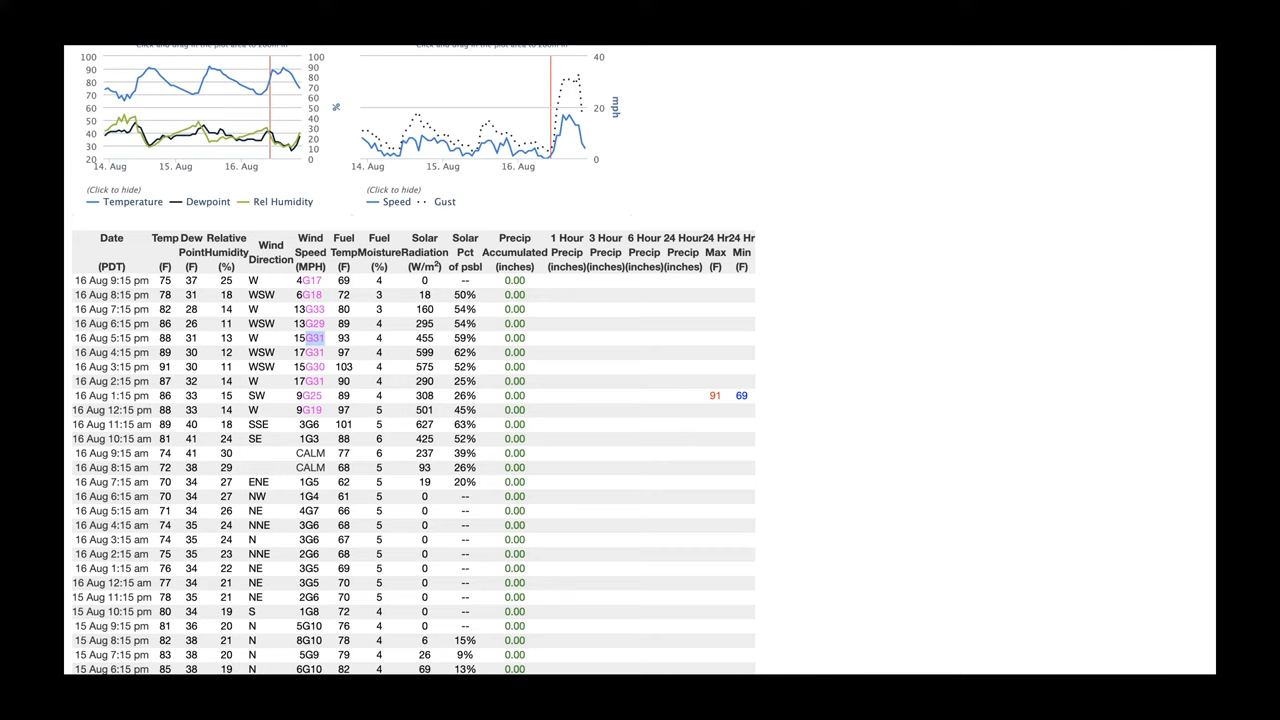 Click and drag in the plot area to zoom in Click and drag in the plot area to zoom in
100 100 40
90 90
80 80
70 70
60 60 % 20 mph
50 50
40 40
30 30
20 20
10
0 0
14. Aug 15. Aug 16. Aug 14. Aug 15. Aug 16. Aug
(Click to hide) (Click to hide)
Temperature Dewpoint Rel Humidity Speed Gust
Date Temp Dew Relative Wind Wind Fuel Fuel Solar Solar Precip 1 Hour 3 Hour 6 Hour 24 Hour 24 Hr 24 Hr
Point Humidity Direction Speed Temp Moisture Radiation Pct Accumulated Precip Precip Precip Precip Max Min
(PDT) (F) (F) (%) (MPH) (F) (%) (W/m2) of psbl (inches) (inches) (inches) (inches) (inches) (F) (F)
16 Aug 9:15 pm 75 37 25 W 4G17 69 4 0 -- 0.00
16 Aug 8:15 pm 78 31 18 WSW 6G18 72 3 18 50% 0.00
16 Aug 7:15 pm 82 28 14 W 13G33 80 3 160 54% 0.00
16 Aug 6:15 pm 86 26 11 WSW 13G29 89 4 295 54% 0.00
16 Aug 5:15 pm 88 31 13 W 15G31 93 4 455 59% 0.00
16 Aug 4:15 pm 89 30 12 WSW 17G31 97 4 599 62% 0.00
16 Aug 3:15 pm 91 30 11 WSW 15G30 103 4 575 52% 0.00
16 Aug 2:15 pm 87 32 14 W 17G31 90 4 290 25% 0.00
16 Aug 1:15 pm 86 33 15 SW 9G25 89 4 308 26% 0.00 91 69
16 Aug 12:15 pm 88 33 14 W 9G19 97 5 501 45% 0.00
16 Aug 11:15 am 89 40 18 SSE 3G6 101 5 627 63% 0.00
16 Aug 10:15 am 81 41 24 SE 1G3 88 6 425 52% 0.00
16 Aug 9:15 am 74 41 30 CALM 77 6 237 39% 0.00
16 Aug 8:15 am 72 38 29 CALM 68 5 93 26% 0.00
16 Aug 7:15 am 70 34 27 ENE 1G5 62 5 19 20% 0.00
16 Aug 6:15 am 70 34 27 NW 1G4 61 5 0 -- 0.00
16 Aug 5:15 am 71 34 26 NE 4G7 66 5 0 -- 0.00
16 Aug 4:15 am 74 35 24 NNE 3G6 68 5 0 -- 0.00
16 Aug 3:15 am 74 35 24 N 3G6 67 5 0 -- 0.00
16 Aug 2:15 am 75 35 23 NNE 2G6 68 5 0 -- 0.00
16 Aug 1:15 am 76 34 22 NE 3G5 69 5 0 -- 0.00
16 Aug 12:15 am 77 34 21 NE 3G5 70 5 0 -- 0.00
15 Aug 11:15 pm 78 35 21 NE 2G6 70 5 0 -- 0.00
15 Aug 10:15 pm 80 34 19 S 1G8 72 4 0 -- 0.00
15 Aug 9:15 pm 81 36 20 N 5G10 76 4 0 -- 0.00
15 Aug 8:15 pm 82 38 21 N 8G10 78 4 6 15% 0.00
15 Aug 7:15 pm 83 38 20 N 5G9 79 4 26 9% 0.00
15 Aug 6:15 pm 85 38 19 N 6G10 82 4 69 13% 0.00